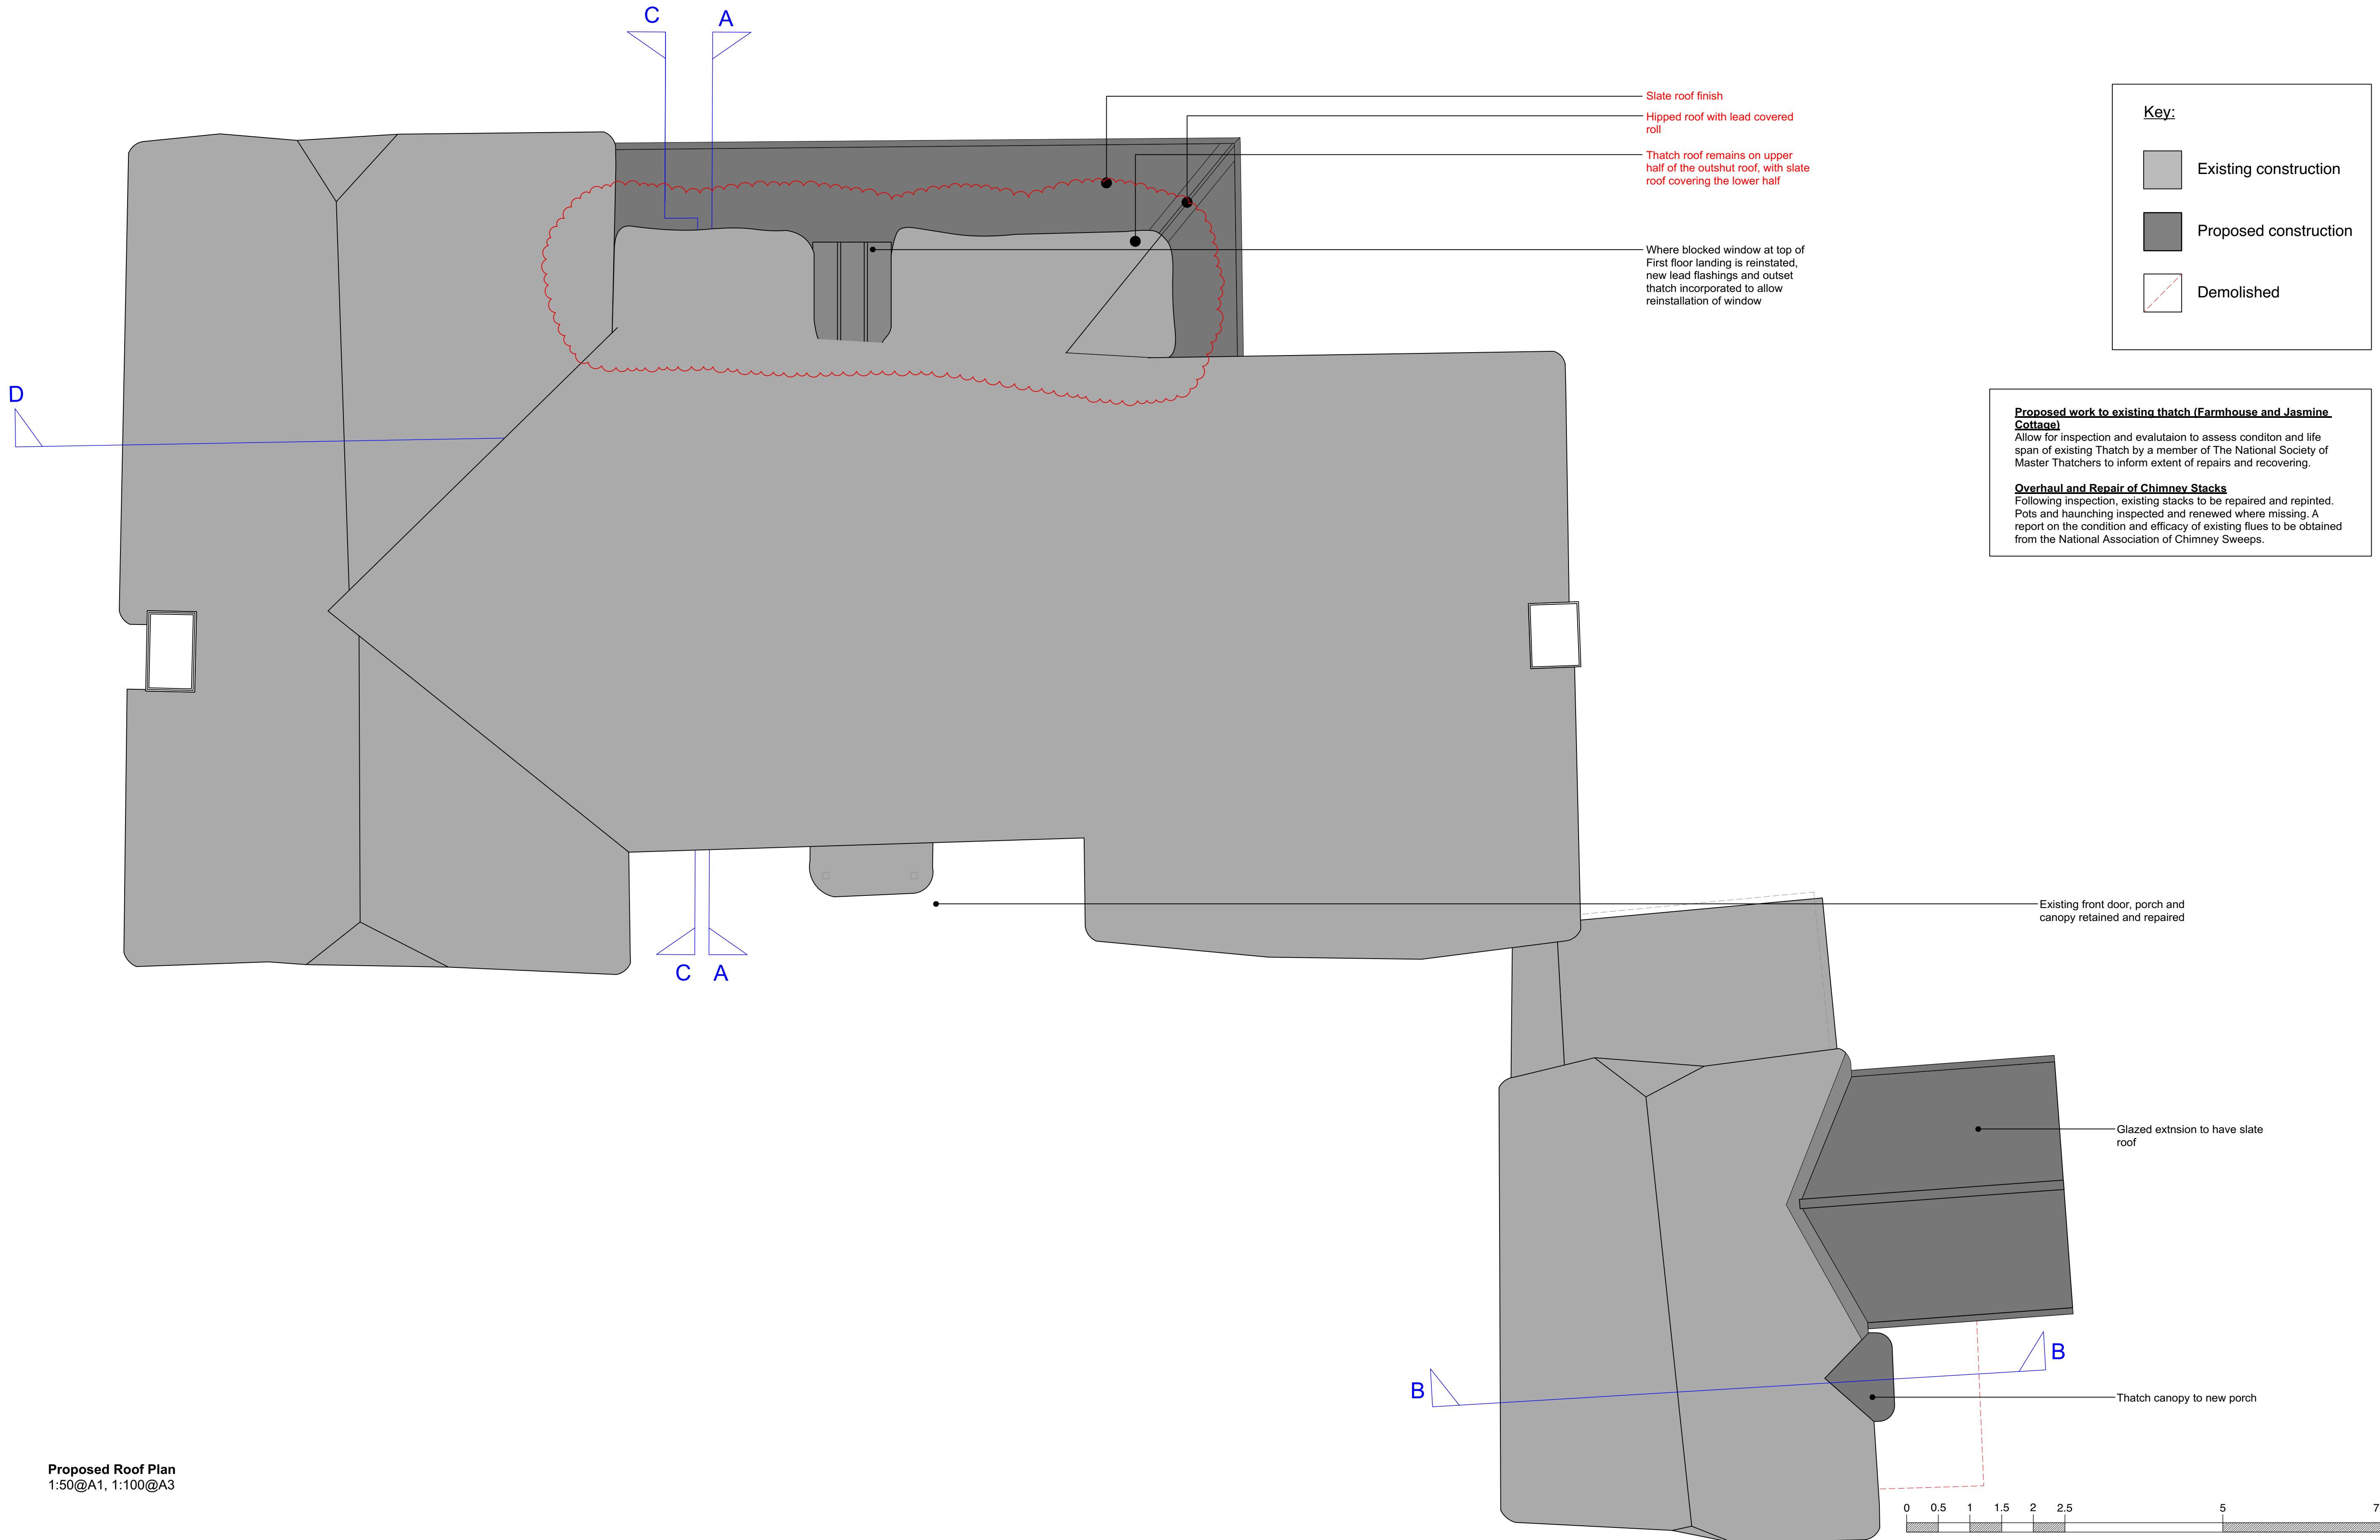 C
A
Slate roof finish
Hipped roof with lead covered
roll
Thatch roof remains on upper
half of the outshut roof, with slate
roof covering the lower half
Where blocked window at top of
First floor landing is reinstated,
new lead flashings and outset
thatch incorporated to allow
reinstallation of window
Key:
Existing construction
Proposed construction
Demolished
D
Proposed work to existing thatch (Farmhouse and Jasmine
Cottage)
Allow for inspection and evalutaion to assess conditon and life
span of existing Thatch by a member of The National Society of
Master Thatchers to inform extent of repairs and recovering.
Overhaul and Repair of Chimney Stacks
Following inspection, existing stacks to be repaired and repinted.
Pots and haunching inspected and renewed where missing. A
report on the condition and efficacy of existing flues to be obtained
from the National Association of Chimney Sweeps.
Existing front door, porch and
canopy retained and repaired
C
A
Glazed extnsion to have slate
roof
B
B
Thatch canopy to new porch
Proposed Roof Plan
1:50@A1, 1:100@A3
0 0.5 1 1.5 2 2.5 5 7